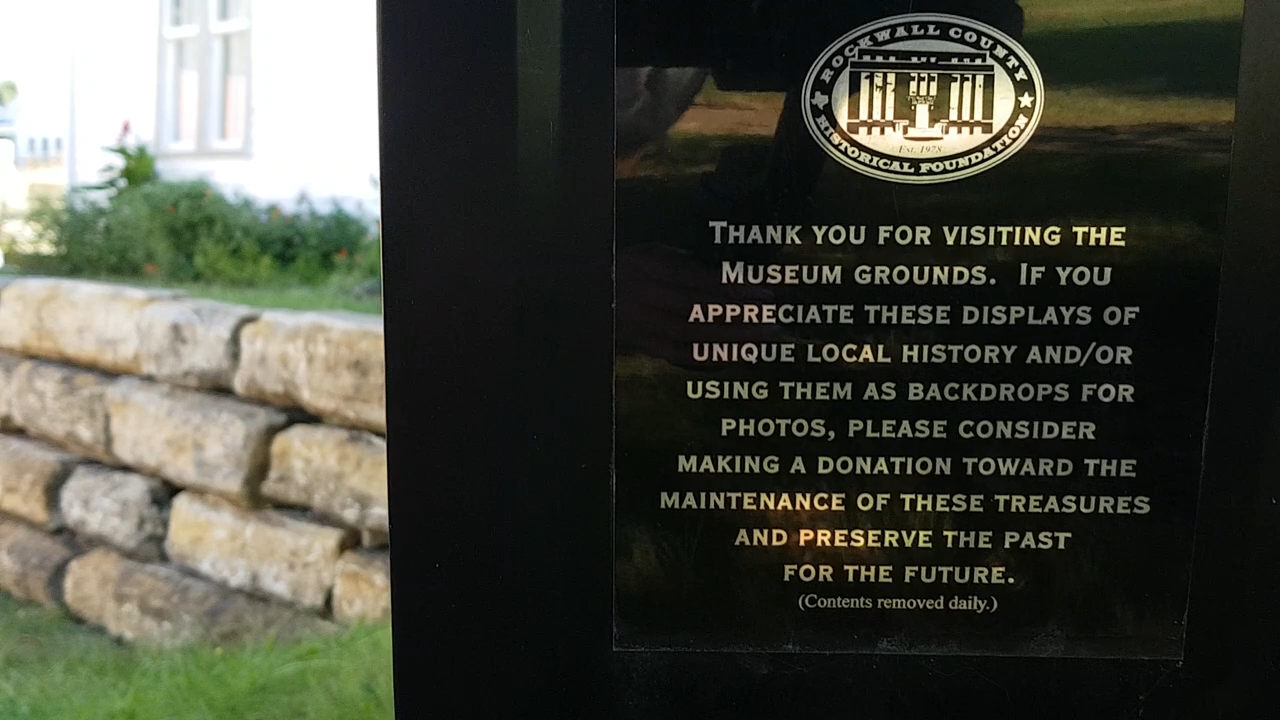 ROCKWALL COUNTY
Est. 1978
HISTORICAL FOUNDATION
THANK YOU FOR VISITING THE
MUSEUM GROUNDS. IF YOU
APPRECIATE THESE DISPLAYS OF
UNIQUE LOCAL HISTORY AND/OR
USING THEM AS BACKDROPS FOR
PHOTOS, PLEASE CONSIDER
MAKING A DONATION TOWARD THE
MAINTENANCE OF THESE TREASURES
AND PRESERVE THE PAST
FOR THE FUTURE.
(Contents removed daily.)